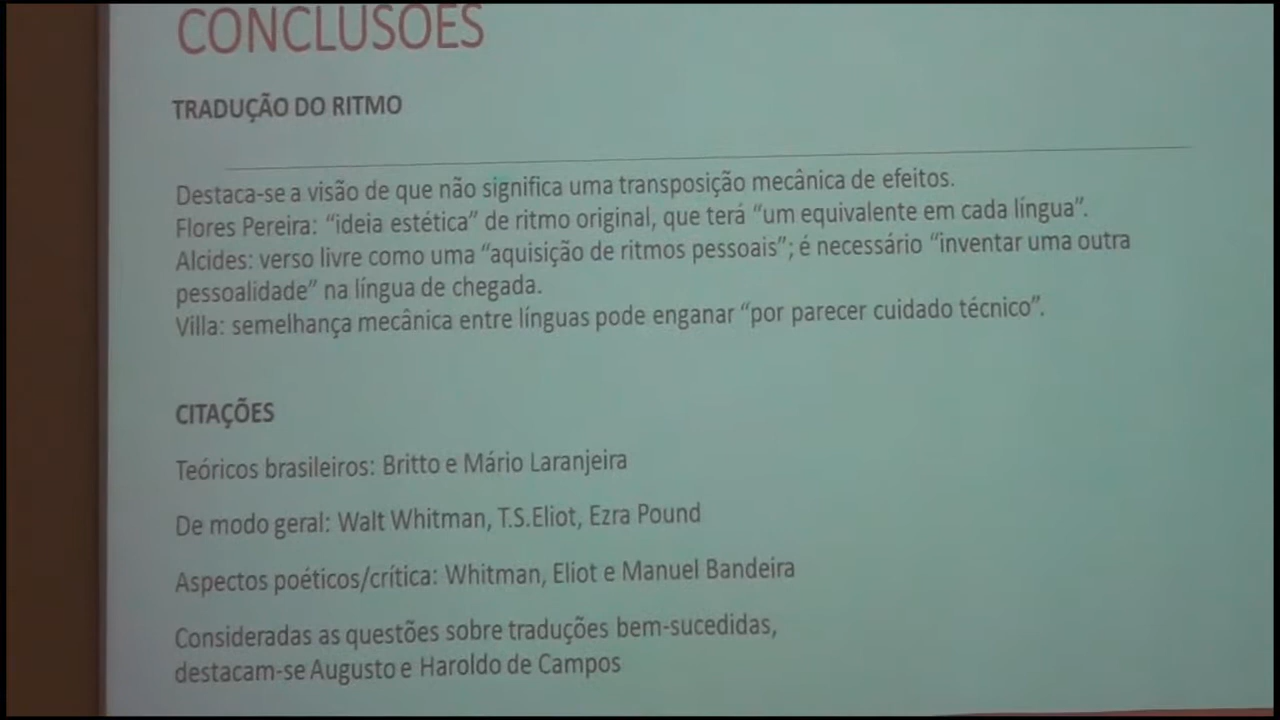 CONCLUSÕES
TRADUÇÃO DO RITMO
Destaca-se a visão de que não significa uma transposição mecânica de efeitos.
Flores Pereira: “ideia estética” de ritmo original, que terá “um equivalente em cada língua”.
Alcides: verso livre como uma “aquisição de ritmos pessoais”; é necessário “inventar uma outra
pessoalidade” na língua de chegada.
Villa: semelhança mecânica entre línguas pode enganar “por parecer cuidado técnico”.
CITAÇÕES
Teóricos brasileiros: Britto e Mário Laranjeira
De modo geral: Walt Whitman, T.S.Eliot, Ezra Pound
Aspectos poéticos/crítica: Whitman, Eliot e Manuel Bandeira
Consideradas as questões sobre traduções bem-sucedidas,
destacam-se Augusto e Haroldo de Campos